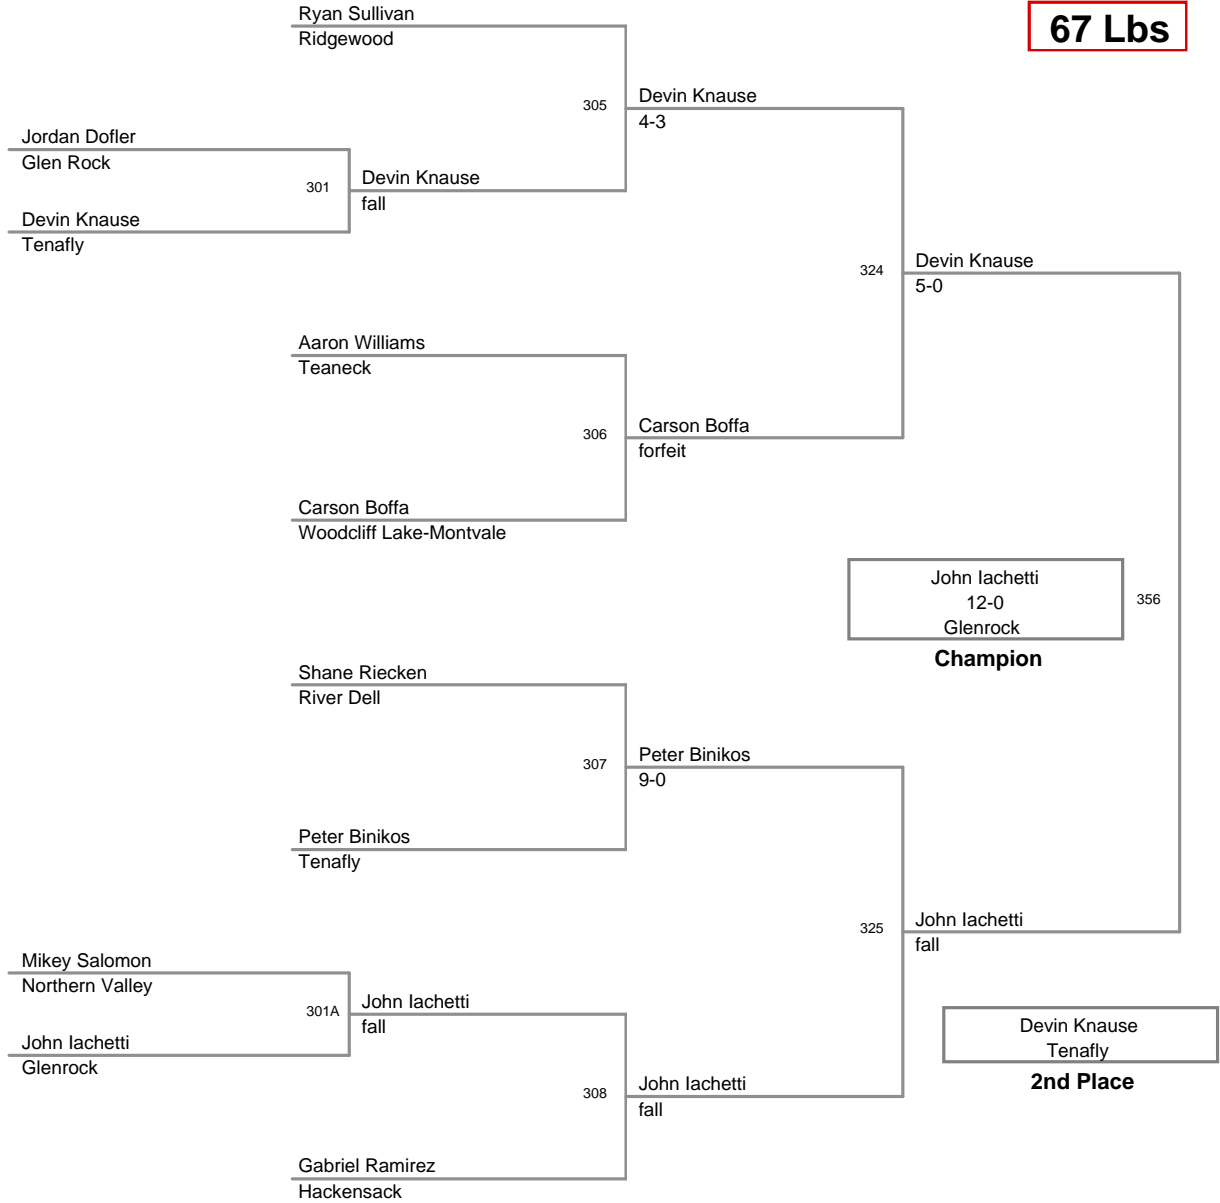 Ryan Sullivan
Ridgewood
67 Lbs
305
Devin Knause
4-3
Jordan Dofler
Glen Rock
301
Devin Knause
fall
Devin Knause
Tenafly
324
Devin Knause
5-0
Aaron Williams
Teaneck
306
Carson Boffa
forfeit
Carson Boffa
Woodcliff Lake-Montvale
John Iachetti
12-0
Glenrock
Champion
356
Shane Riecken
River Dell
307
Peter Binikos
9-0
Peter Binikos
Tenafly
325
John Iachetti
fall
Mikey Salomon
Northern Valley
301A
John Iachetti
fall
John Iachetti
Glenrock
308
John Iachetti
fall
Devin Knause
Tenafly
2nd Place
Gabriel Ramirez
Hackensack